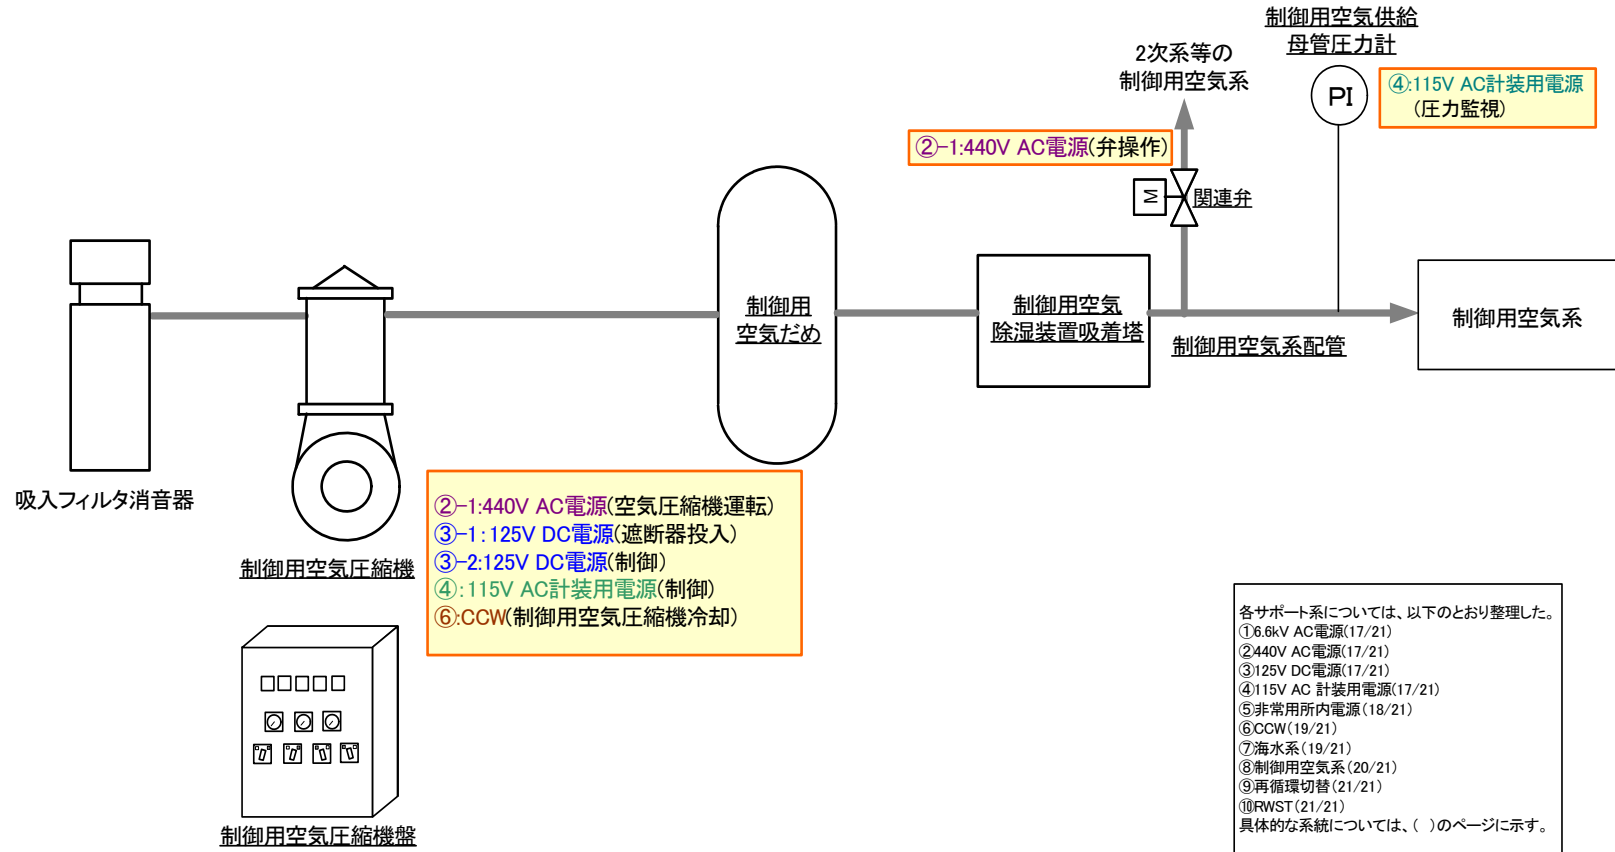 制御用空気供給
母管圧力計
2次系等の
制御用空気系
PI
④:115V AC計装用電源
(圧力監視)
②-1:440V AC電源(弁操作)
M
関連弁
制御用
空気だめ
制御用空気
除湿装置吸着塔
制御用空気系配管
制御用空気系
吸入フィルタ消音器
制御用空気圧縮機
②-1:440V AC電源(空気圧縮機運転)
③-1:125V DC電源(遮断器投入)
③-2:125V DC電源(制御)
④:115V AC計装用電源(制御)
⑥:CCW(制御用空気圧縮機冷却)
制御用空気圧縮機盤
各サポート系については、以下のとおり整理した。
①6.6kV AC電源(17/21)
②440V AC電源(17/21)
③125V DC電源(17/21)
④115V AC 計装用電源(17/21)
⑤非常用所内電源(18/21)
⑥CCW(19/21)
⑦海水系(19/21)
⑧制御用空気系(20/21)
⑨再循環切替(21/21)
⑩RWST(21/21)
具体的な系統については、( )のページに示す。